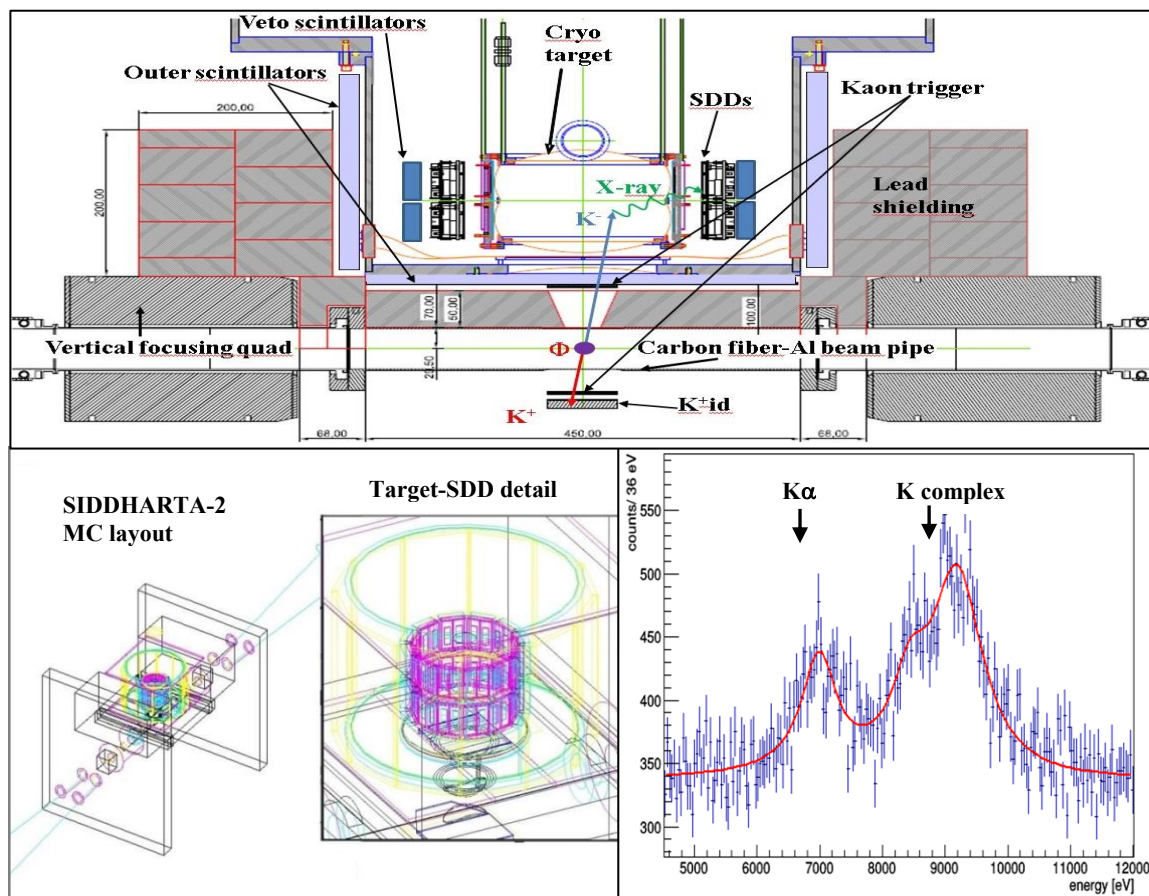 Veto scintillators
Cryo
target
Outer scintillators
Kaon trigger
SDDs
200,00
200,00
X-ray
K-
Lead
shielding
70,00
50,00
100,00
Vertical focusing quad
Φ
Carbon fiber-Al beam pipe
29,50
K+
K+id
68,00
450,00
68,00
SIDDHARTA-2
MC layout
Target-SDD detail
Kα
K complex
counts/ 36 eV
550
500
450
400
350
300
5000
6000
7000
8000
9000
10000
11000
12000
energy [eV]